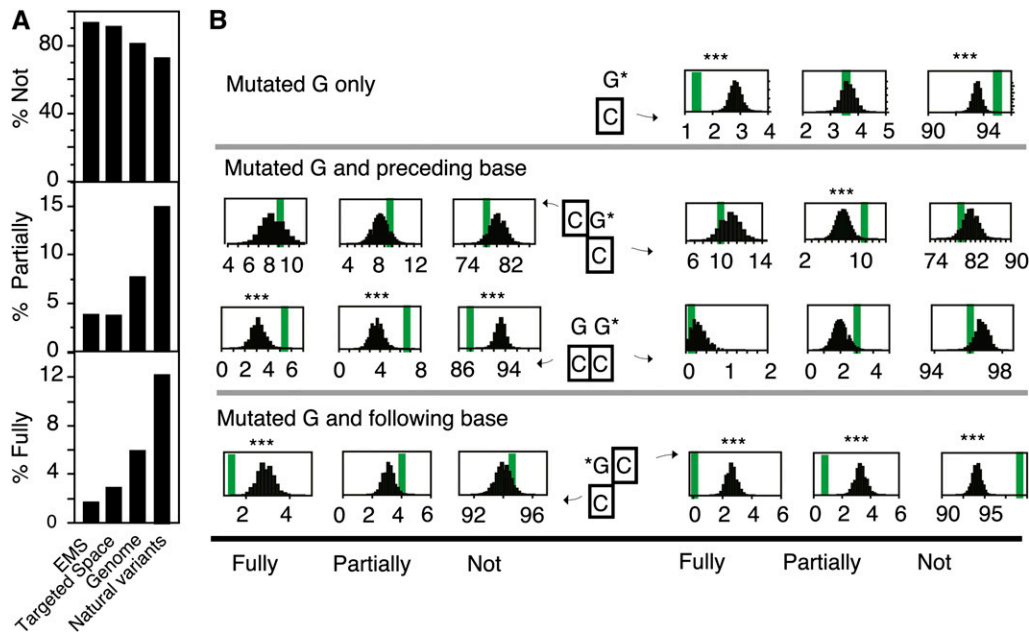 A
B
% Not
80
40
0
% Partially
15
10
5
0
% Fully
12
8
4
0
EMS
Targeted Space
Genome
Natural variants
Mutated G only
G*
C
***
***
1 2 3 4
2 3 4 5
90 94
Mutated G and preceding base
C G*
C
***
4 6 8 10
4 8 12
74 82
6 10 14
2 10
74 82 90
*** *** ***
G G*
C C
0 2 4 6
0 4 8
86 94
0 1 2
0 2 4
94 98
Mutated G and following base
***
*G C
C
*** *** ***
2 4
0 2 4 6
92 96
0 2 4 6
0 2 4 6
90 95
Fully Partially Not Fully Partially Not